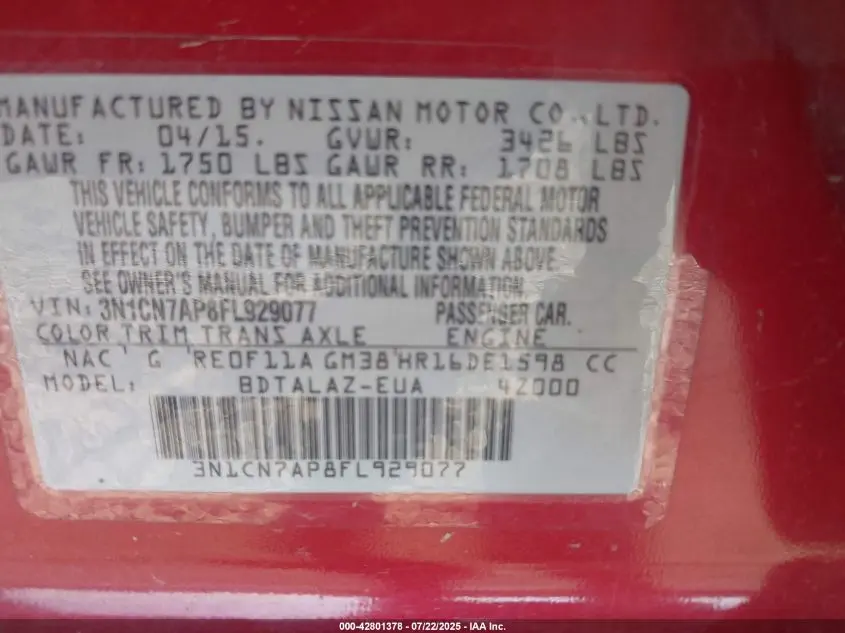 MANUFACTURED BY NISSAN MOTOR CO., LTD.
DATE: 04/15. GVWR: 3426 LBS
GAWR FR: 1750 LBS GAWR RR: 1708 LBS
THIS VEHICLE CONFORMS TO ALL APPLICABLE FEDERAL MOTOR
VEHICLE SAFETY, BUMPER AND THEFT PREVENTION STANDARDS
IN EFFECT ON THE DATE OF MANUFACTURE SHOWN ABOVE.
SEE OWNER'S MANUAL FOR ADDITIONAL INFORMATION.
VIN: 3N1CN7AP8FL929077 PASSENGER CAR.
COLOR TRIM TRANS AXLE ENGINE
NAC G RE0F11A GM38 HR16DE1598 CC
MODEL: BDTALAZ-EUA 4Z000
3N1CN7AP8FL929077
000-42801378 - 07/22/2025 - IAA Inc.